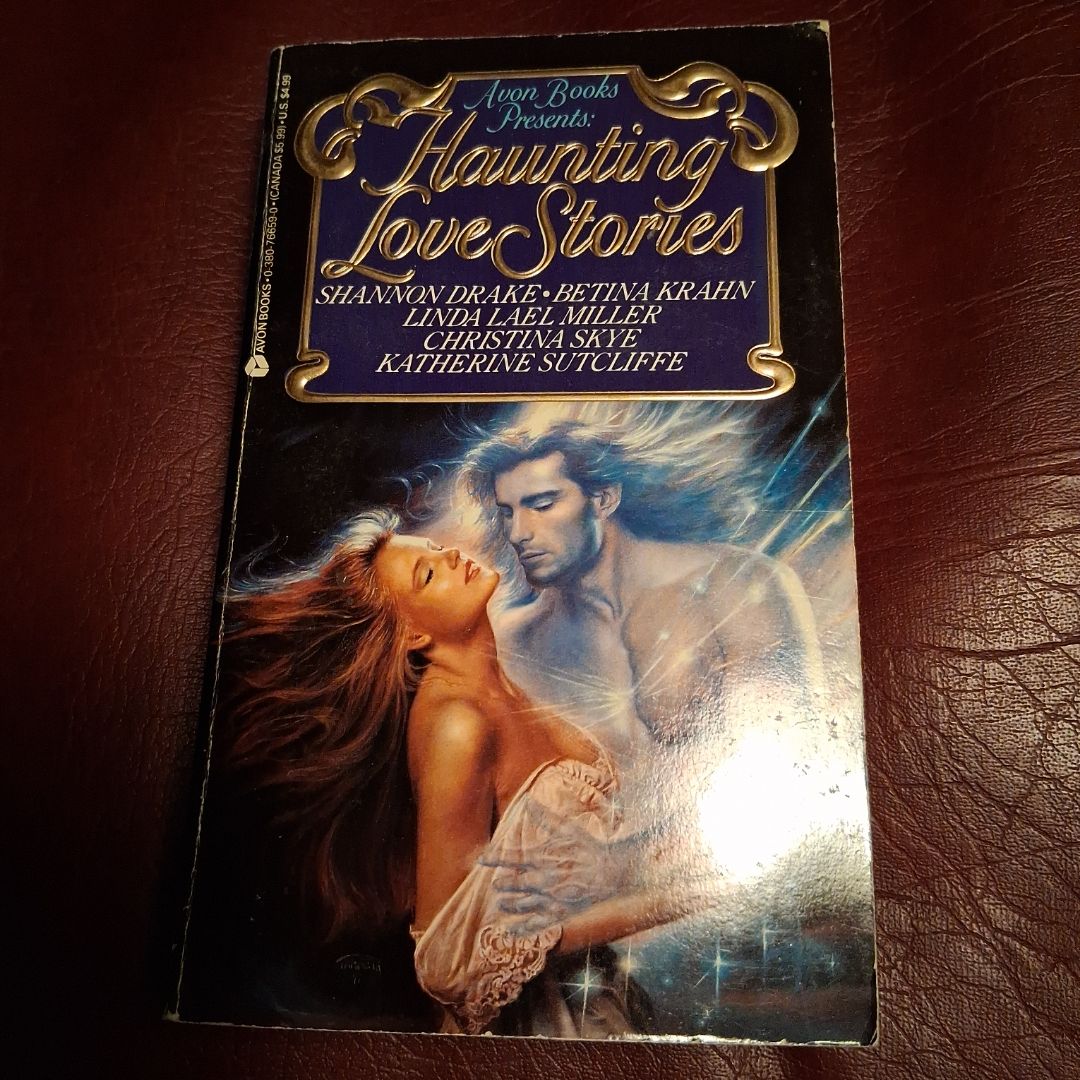 Avon Books
Presents:
Haunting
Love Stories
SHANNON DRAKE • BETINA KRAHN
LINDA LAEL MILLER
CHRISTINA SKYE
KATHERINE SUTCLIFFE
AVON BOOKS • 0-380-76659-0 • (CANADA $5.99) • U.S. $4.99